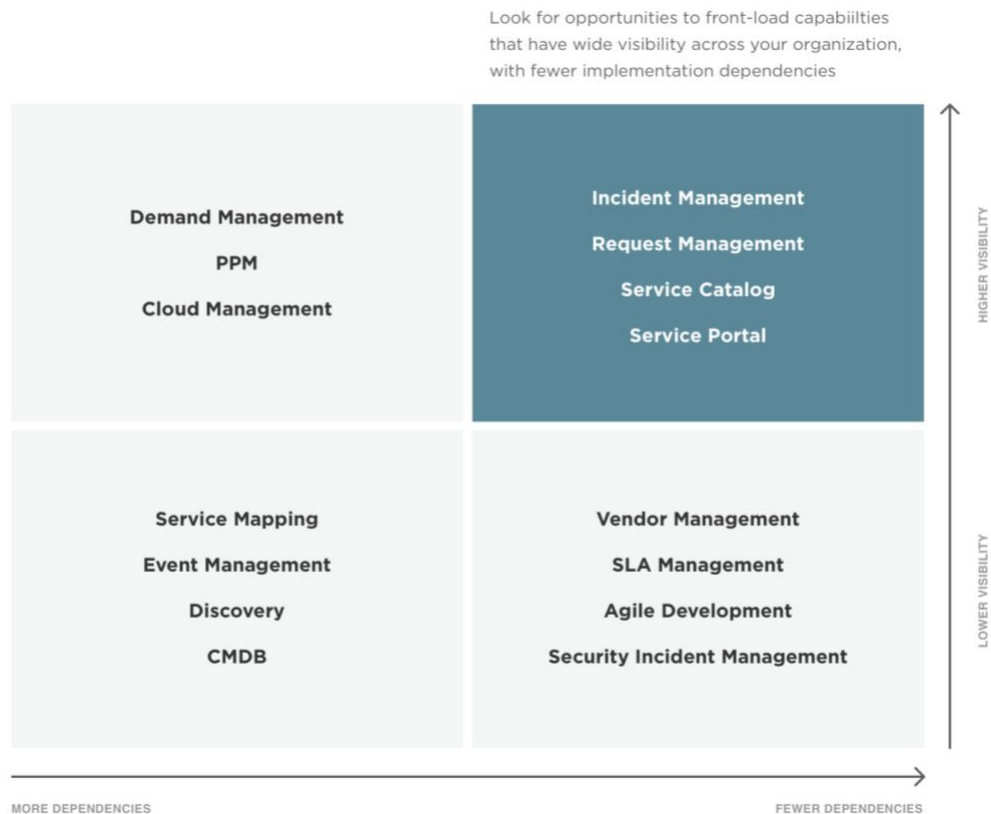 Look for opportunities to front-load capabiilties
that have wide visibility across your organization,
with fewer implementation dependencies
Demand Management
PPM
Cloud Management
Incident Management
Request Management
Service Catalog
Service Portal
HIGHER VISIBILITY
Service Mapping
Event Management
Discovery
CMDB
Vendor Management
SLA Management
Agile Development
Security Incident Management
LOWER VISIBILITY
MORE DEPENDENCIES
FEWER DEPENDENCIES